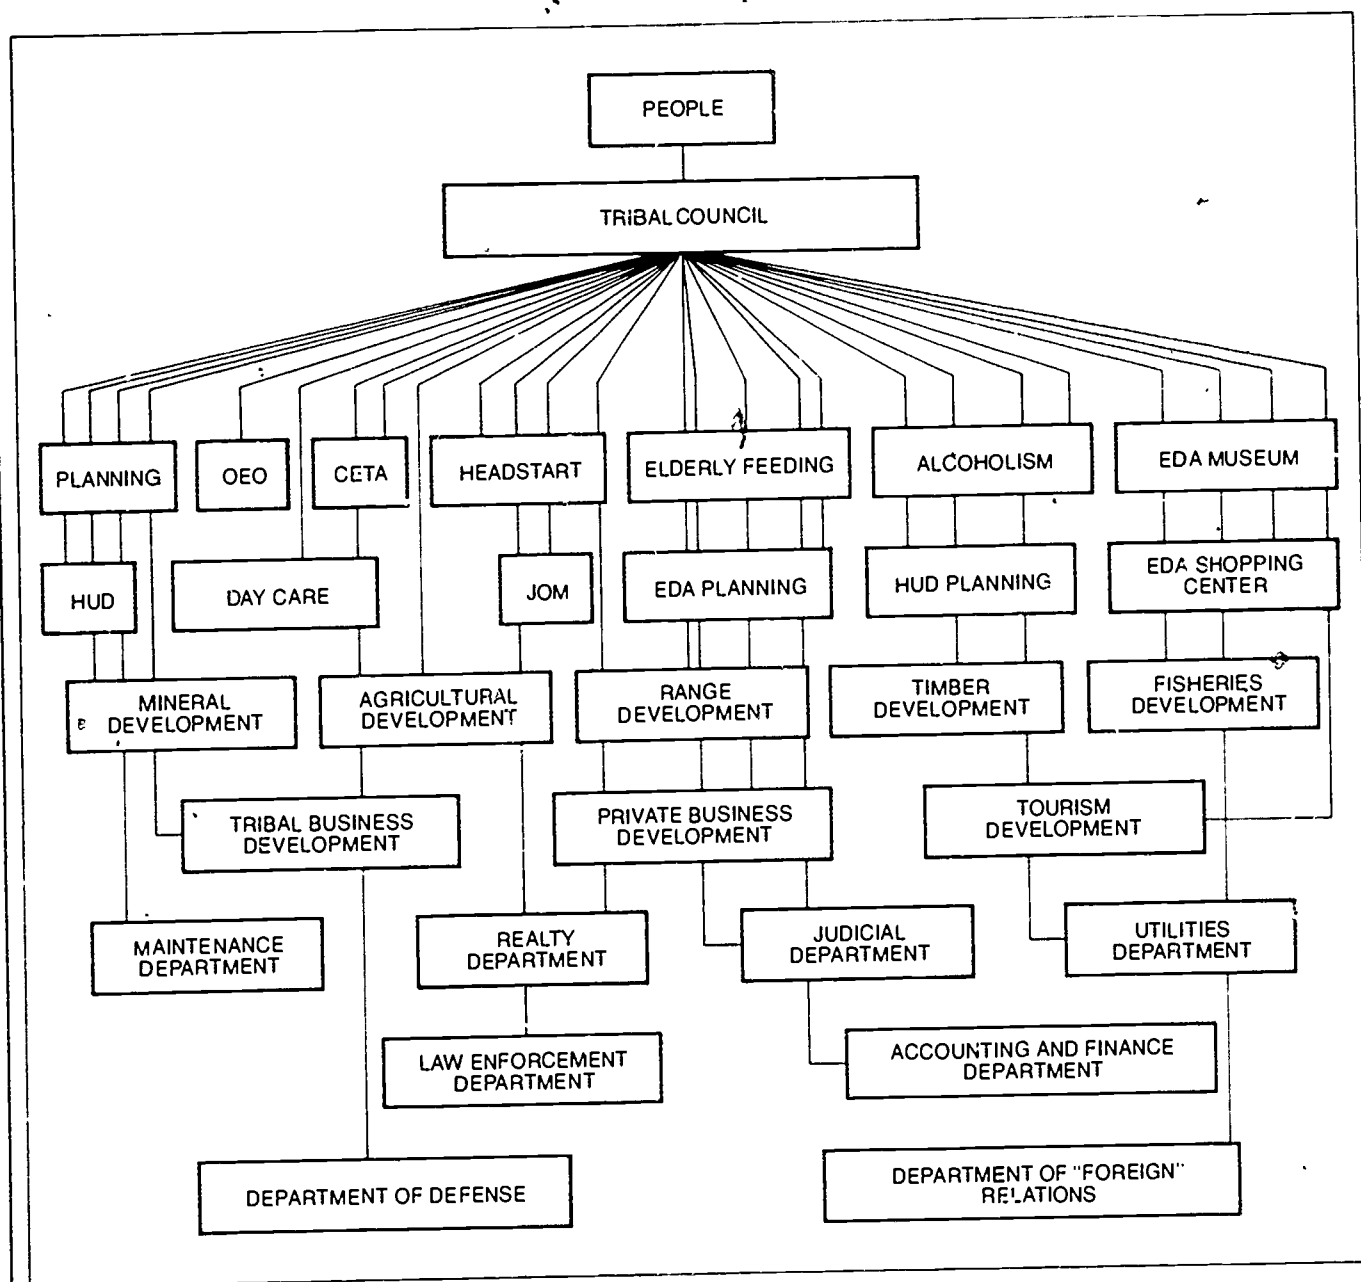 PEOPLE
TRIBAL COUNCIL
PLANNING
OEO
CETA
HEADSTART
ELDERLY FEEDING
ALCOHOLISM
EDA MUSEUM
HUD
DAY CARE
JOM
EDA PLANNING
HUD PLANNING
EDA SHOPPING
CENTER
MINERAL
DEVELOPMENT
AGRICULTURAL
DEVELOPMENT
RANGE
DEVELOPMENT
TIMBER
DEVELOPMENT
FISHERIES
DEVELOPMENT
TRIBAL BUSINESS
DEVELOPMENT
PRIVATE BUSINESS
DEVELOPMENT
TOURISM
DEVELOPMENT
MAINTENANCE
DEPARTMENT
REALTY
DEPARTMENT
JUDICIAL
DEPARTMENT
UTILITIES
DEPARTMENT
LAW ENFORCEMENT
DEPARTMENT
ACCOUNTING AND FINANCE
DEPARTMENT
DEPARTMENT OF DEFENSE
DEPARTMENT OF "FOREIGN"
RELATIONS